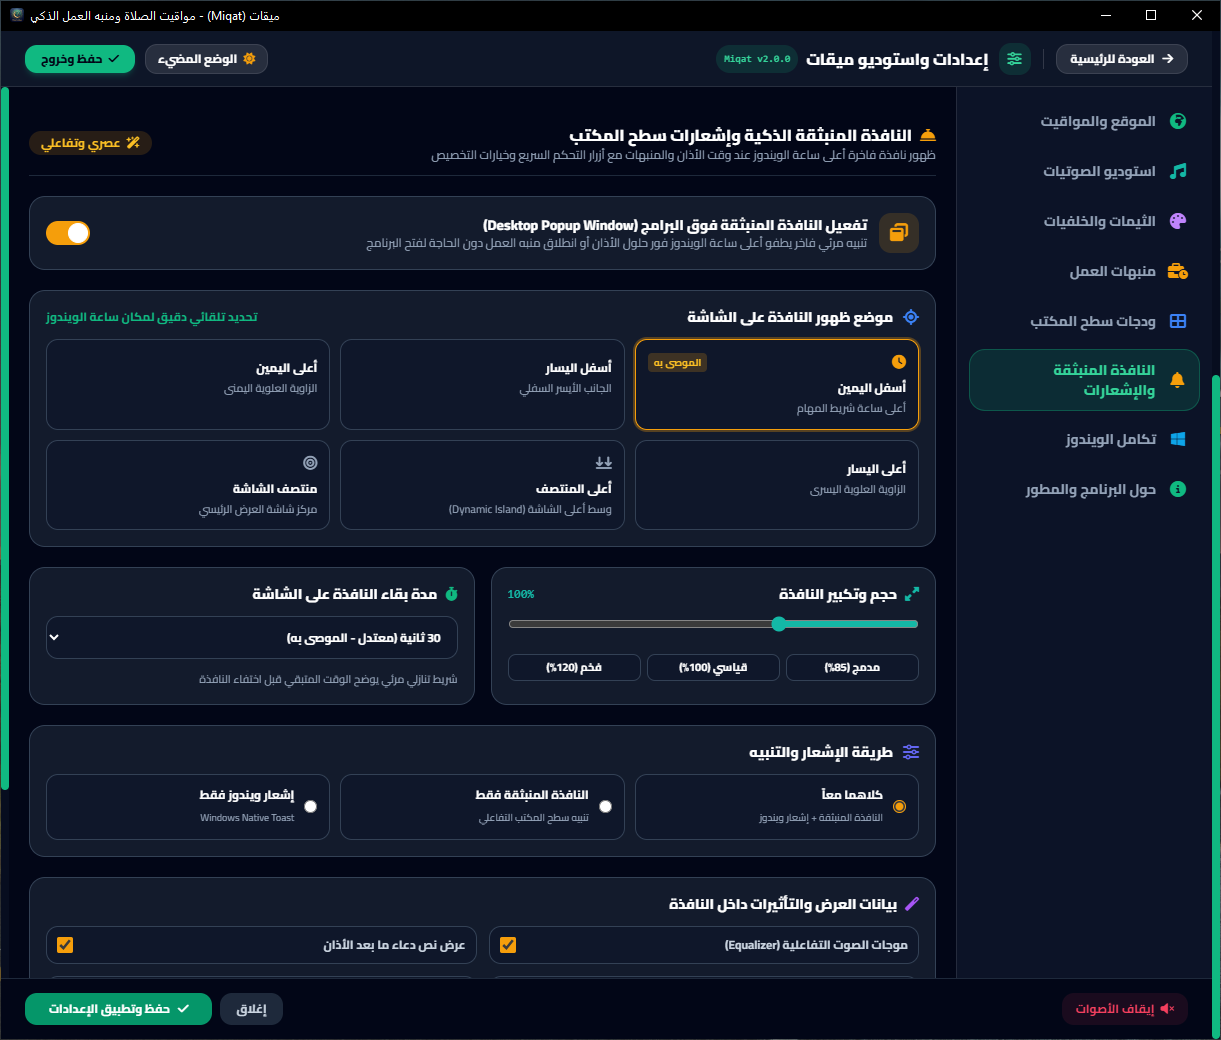 ميقات (Miqat) - مواقيت الصلاة ومنبه العمل الذكي
العودة للرئيسية
إعدادات واستوديو ميقات
Miqat v2.0.0
الوضع المضيء
حفظ وخروج
الموقع والمواقيت
استوديو الصوتيات
الثيمات والخلفيات
منبهات العمل
ودجات سطح المكتب
النافذة المنبثقة
والإشعارات
تكامل الويندوز
حول البرنامج والمطور
النافذة المنبثقة الذكية وإشعارات سطح المكتب
ظهور نافذة فاخرة أعلى ساعة الويندوز عند وقت الأذان والمنبهات مع أزرار التحكم السريع وخيارات التخصيص
عصري وتفاعلي
تفعيل النافذة المنبثقة فوق البرامج (Desktop Popup Window)
تنبيه مرئي فاخر يطفو أعلى ساعة الويندوز فور حلول الأذان أو انطلاق منبه العمل دون الحاجة لفتح البرنامج
موضع ظهور النافذة على الشاشة
تحديد تلقائي دقيق لمكان ساعة الويندوز
الموصى به
أسفل اليمين
أعلى ساعة شريط المهام
أسفل اليسار
الجانب الأيسر السفلي
أعلى اليمين
الزاوية العلوية اليمنى
أعلى اليسار
الزاوية العلوية اليسرى
أعلى المنتصف
وسط أعلى الشاشة (Dynamic Island)
منتصف الشاشة
مركز شاشة العرض الرئيسي
حجم وتكبير النافذة
100%
مدمج (85%)
قياسي (100%)
فخم (120%)
مدة بقاء النافذة على الشاشة
30 ثانية (معتدل - الموصى به)
شريط تنازلي مرئي يوضح الوقت المتبقي قبل اختفاء النافذة
طريقة الإشعار والتنبيه
كلاهما معاً
النافذة المنبثقة + إشعار ويندوز
النافذة المنبثقة فقط
تنبيه سطح المكتب التفاعلي
إشعار ويندوز فقط
Windows Native Toast
بيانات العرض والتأثيرات داخل النافذة
موجات الصوت التفاعلية (Equalizer)
عرض نص دعاء ما بعد الأذان
إيقاف الأصوات
إغلاق
حفظ وتطبيق الإعدادات